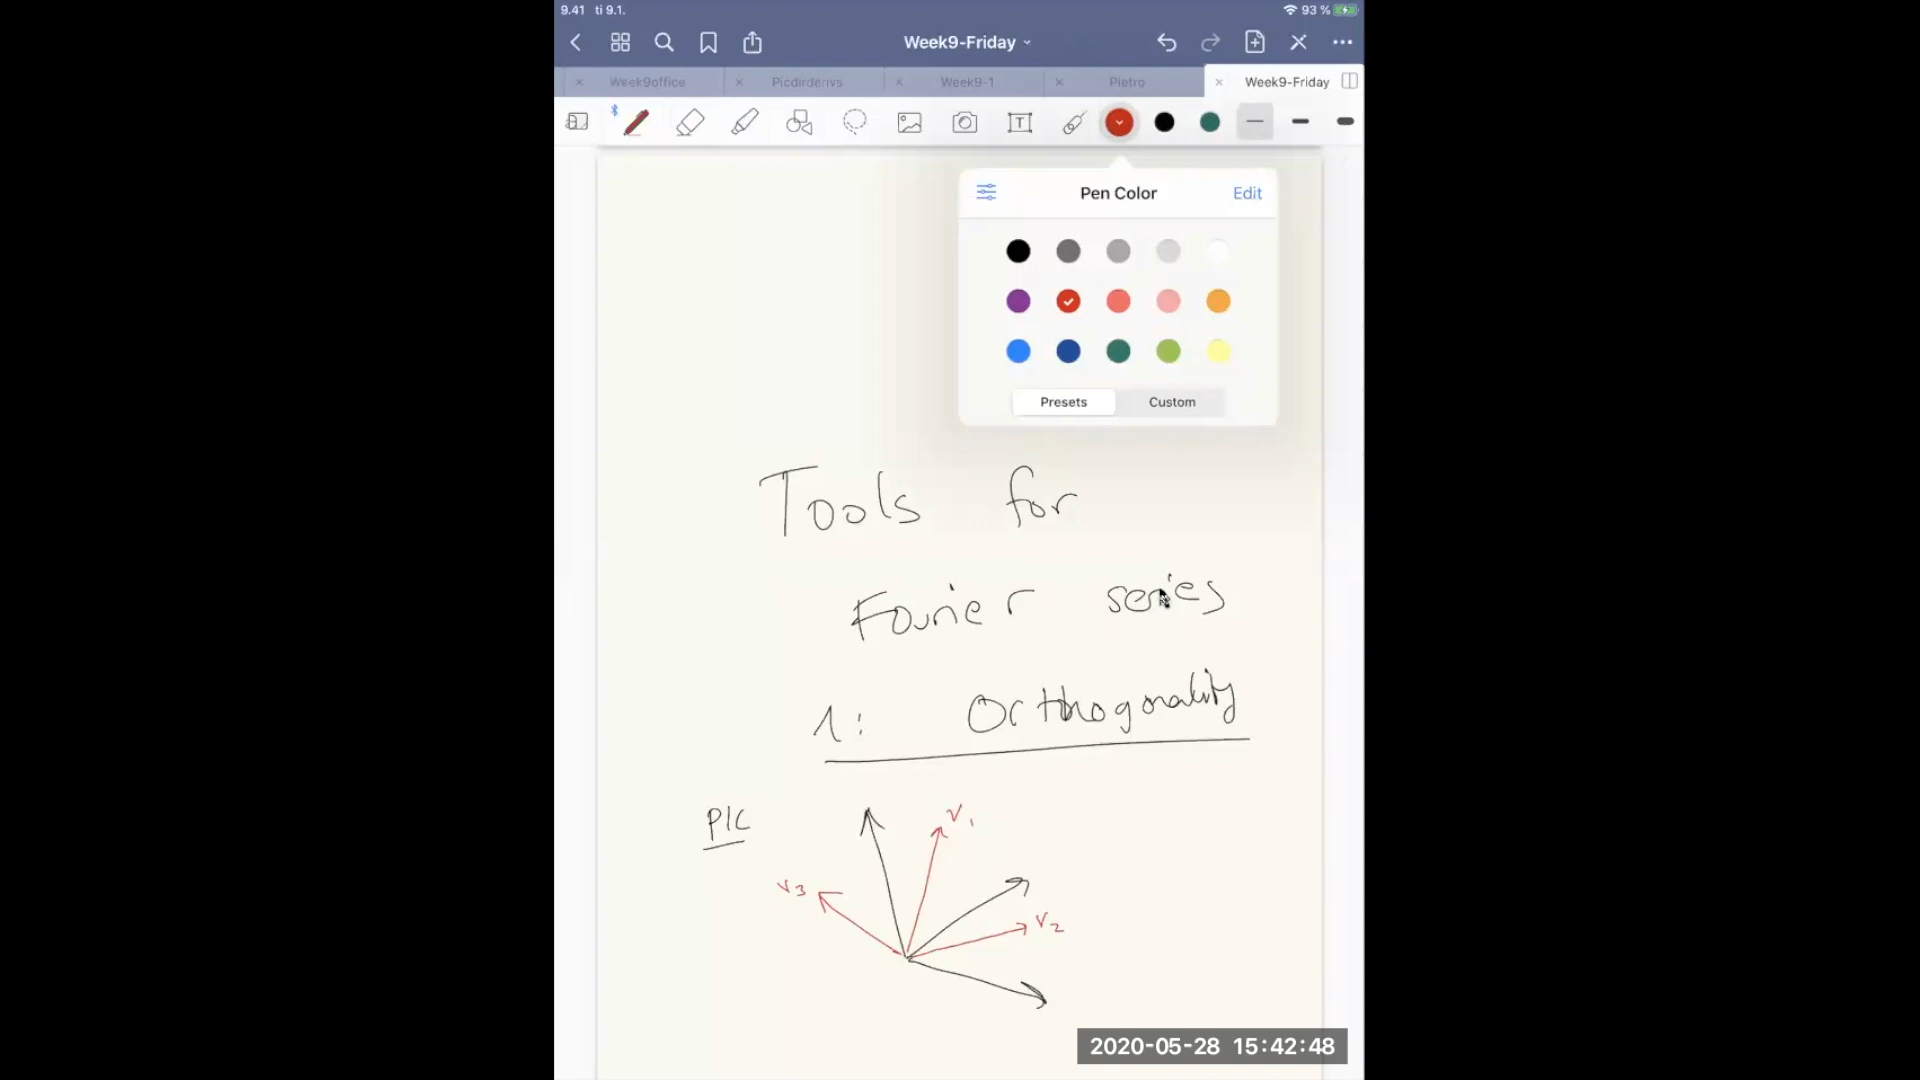 9.41 ti 9.1.
93 %
Week9-Friday
Week9office
Picdirderivs
Week9-1
Pietro
Week9-Friday
T
Pen Color
Edit
Presets
Custom
Tools for
Fourier series
1: Orthogonality
PIC
v1
v3
v2
2020-05-28 15:42:48